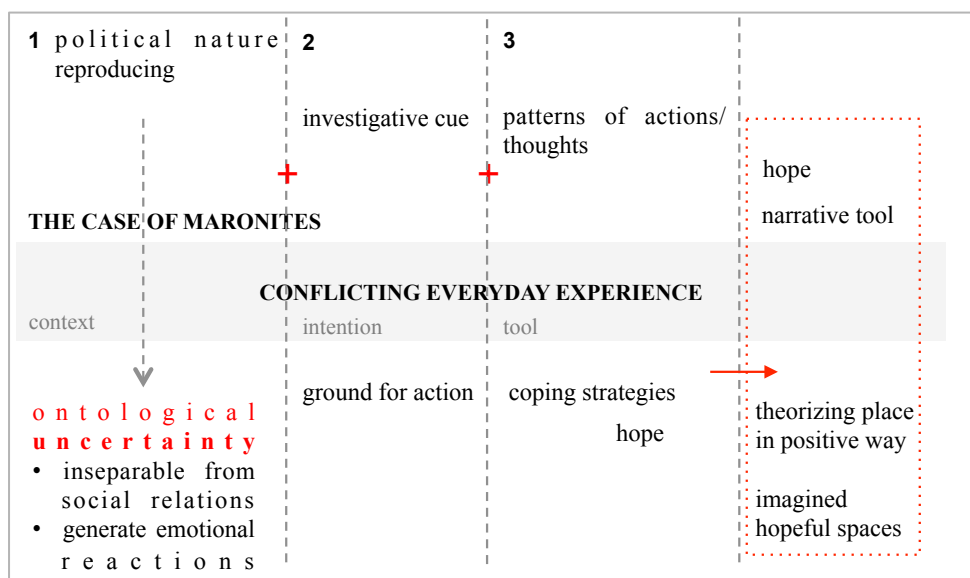 1 political nature
reproducing
2
investigative cue
3
patterns of actions/
thoughts
+
+
hope
narrative tool
THE CASE OF MARONITES
CONFLICTING EVERYDAY EXPERIENCE
context
intention
tool
ontological
uncertainty
• inseparable from
social relations
• generate emotional
reactions
ground for action
coping strategies
hope
theorizing place
in positive way
imagined
hopeful spaces